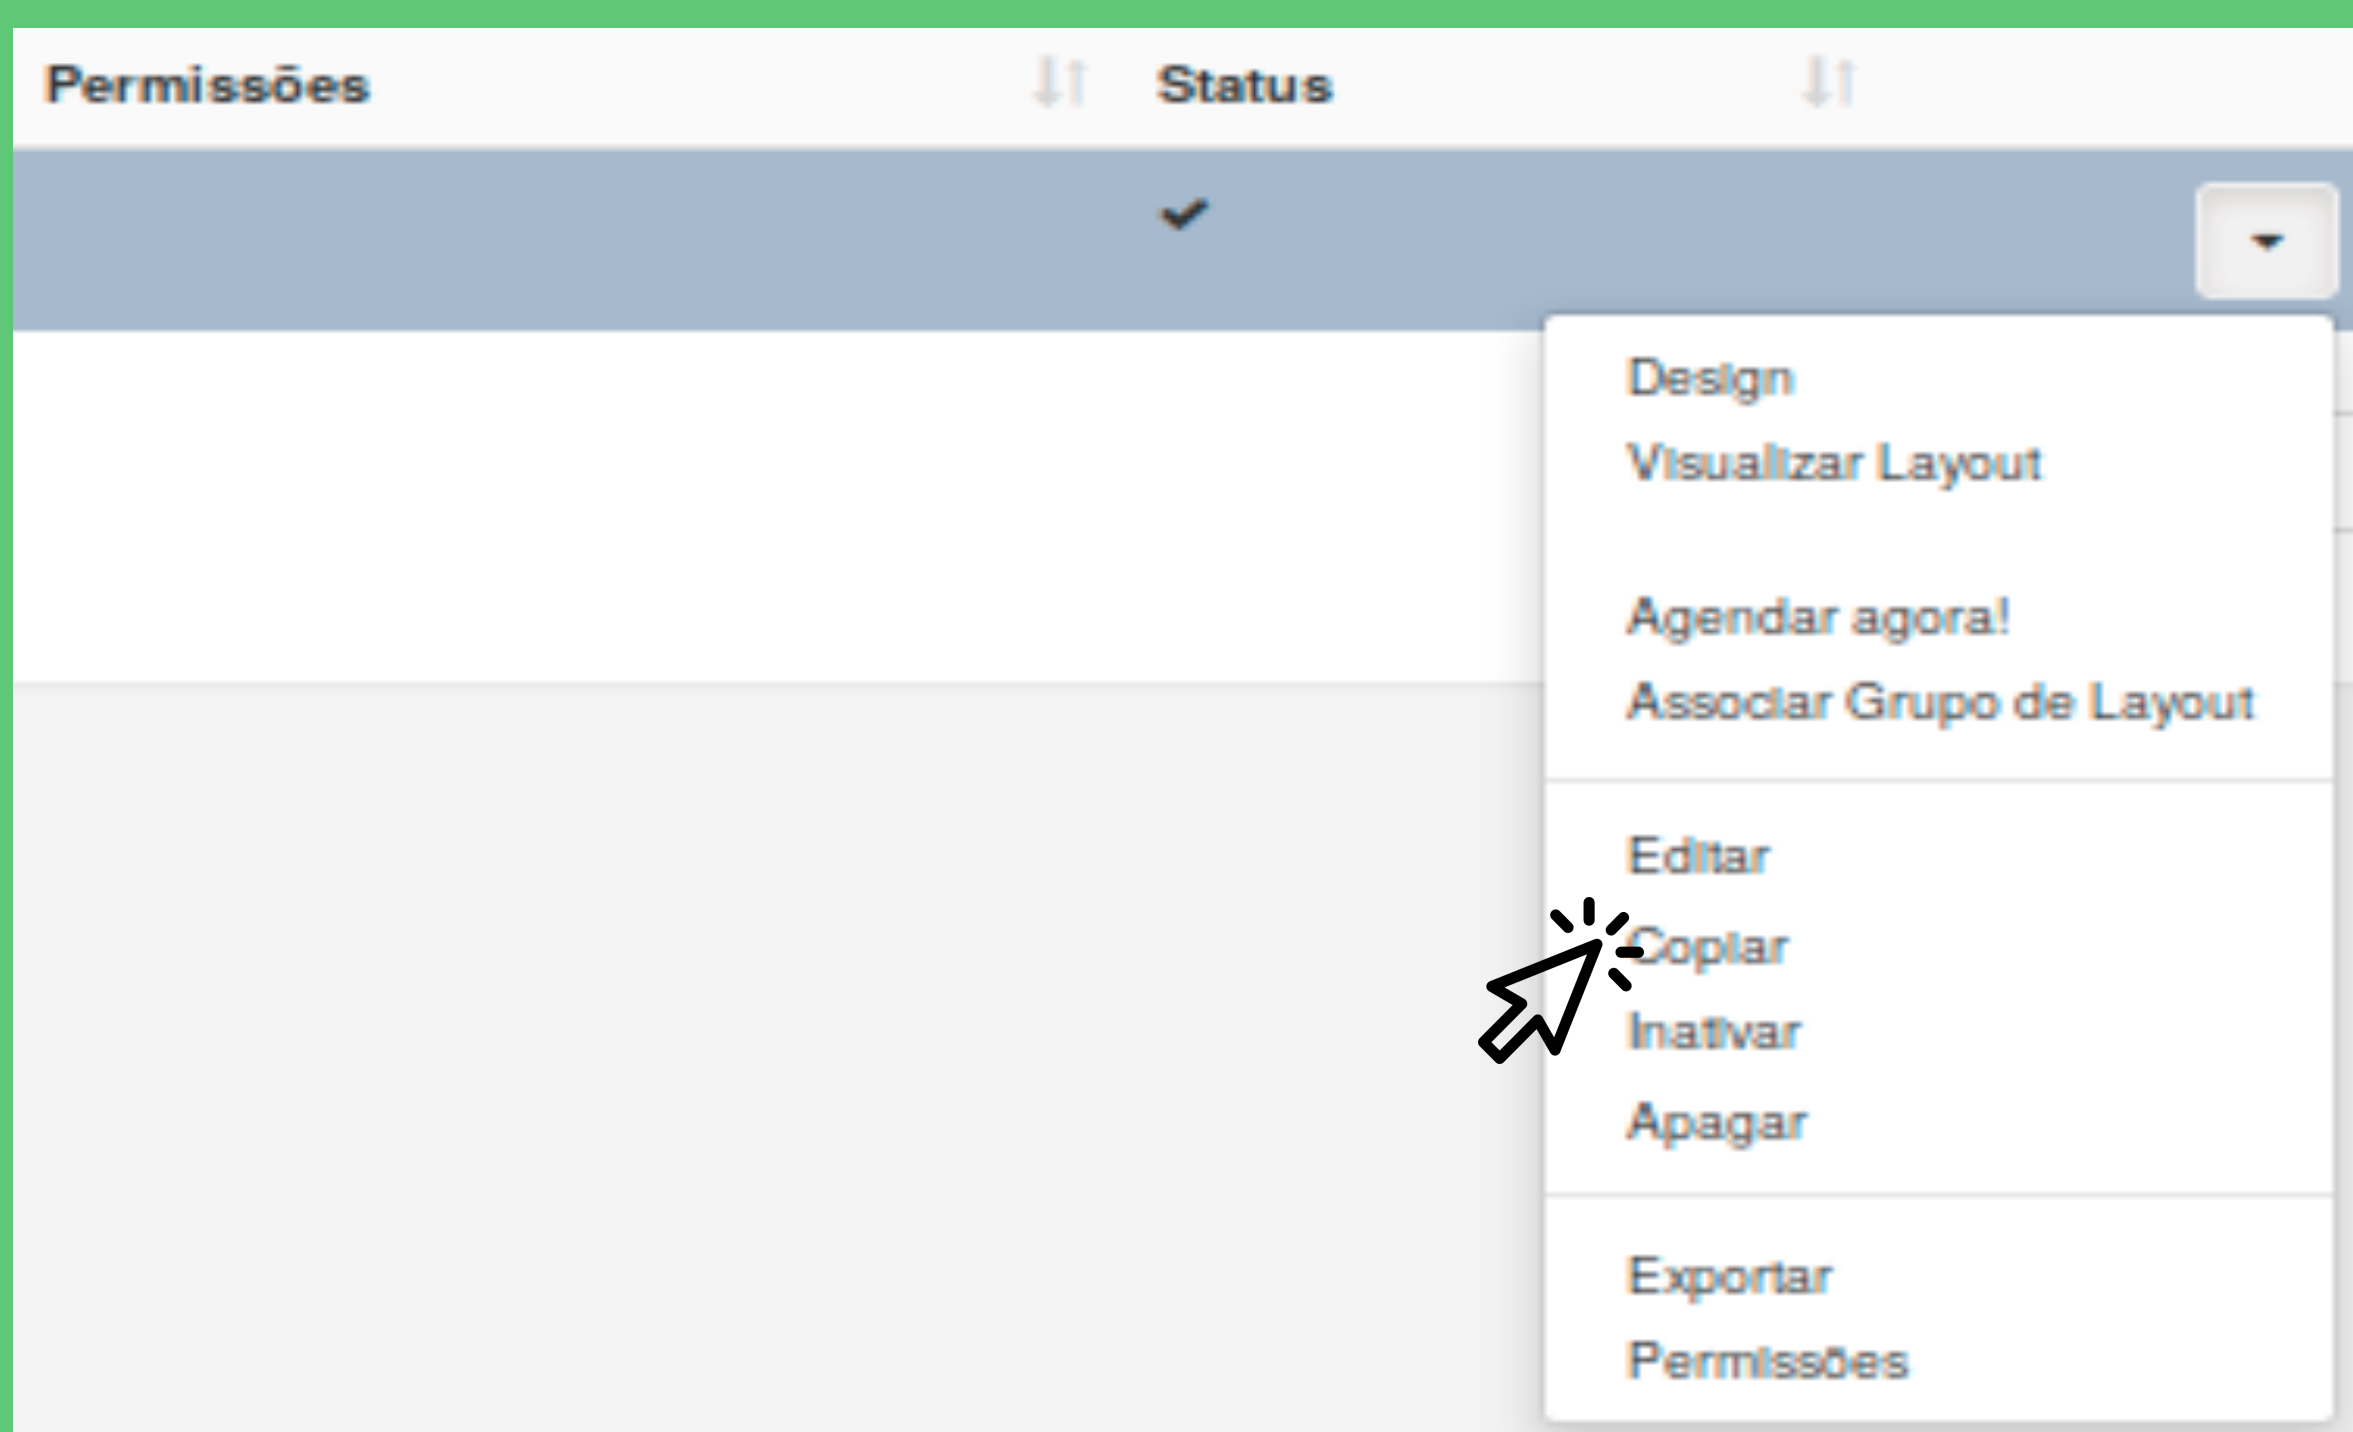 Permissões Status
Design
Visualizar Layout
Agendar agora!
Associar Grupo de Layout
Editar
Copiar
Inativar
Apagar
Exportar
Permissões